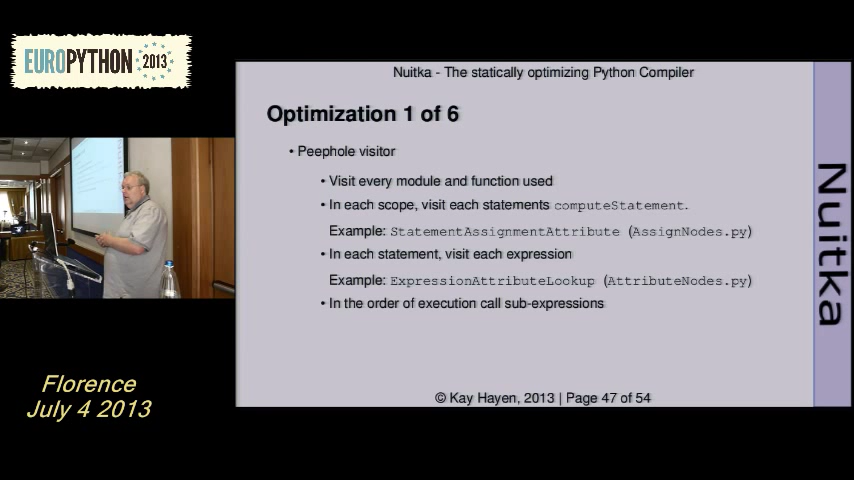 EUROPYTHON 2013
Nuitka - The statically optimizing Python Compiler
Optimization 1 of 6
• Peephole visitor
• Visit every module and function used
• In each scope, visit each statements computeStatement.
Example: StatementAssignmentAttribute (AssignNodes.py)
• In each statement, visit each expression
Example: ExpressionAttributeLookup (AttributeNodes.py)
• In the order of execution call sub-expressions
© Kay Hayen, 2013 | Page 47 of 54
Nuitka
Florence
July 4 2013